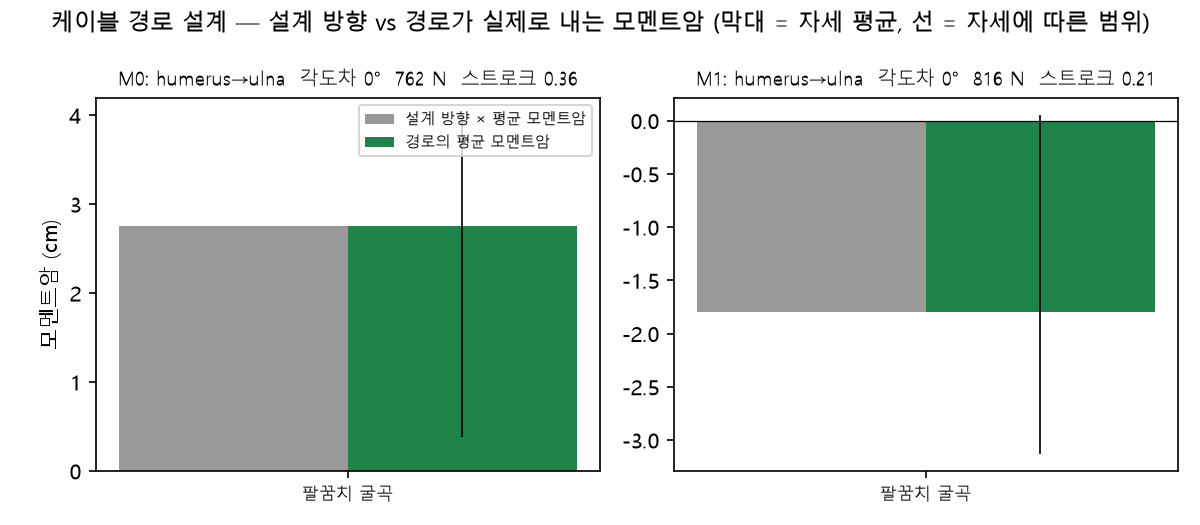 케이블 경로 설계 — 설계 방향 vs 경로가 실제로 내는 모멘트암 (막대 = 자세 평균, 선 = 자세에 따른 범위)
M0: humerus→ulna 각도차 0° 762 N 스트로크 0.36
설계 방향 × 평균 모멘트암
경로의 평균 모멘트암
모멘트암 (cm)
4
3
2
1
0
팔꿈치 굴곡
M1: humerus→ulna 각도차 0° 816 N 스트로크 0.21
0.0
-0.5
-1.0
-1.5
-2.0
-2.5
-3.0
팔꿈치 굴곡